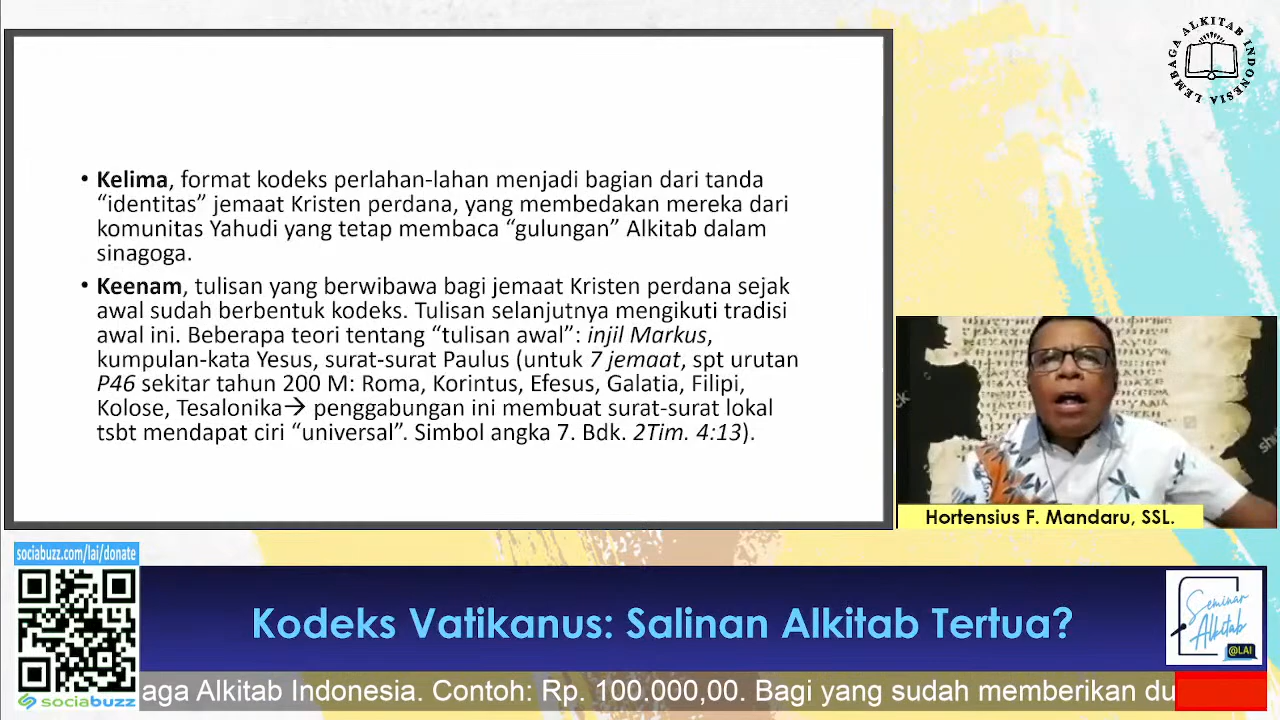 LEMBAGA ALKITAB INDONESIA
• Kelima, format kodeks perlahan-lahan menjadi bagian dari tanda
“identitas” jemaat Kristen perdana, yang membedakan mereka dari
komunitas Yahudi yang tetap membaca “gulungan” Alkitab dalam
sinagoga.
• Keenam, tulisan yang berwibawa bagi jemaat Kristen perdana sejak
awal sudah berbentuk kodeks. Tulisan selanjutnya mengikuti tradisi
awal ini. Beberapa teori tentang “tulisan awal”: injil Markus,
kumpulan-kata Yesus, surat-surat Paulus (untuk 7 jemaat, spt urutan
P46 sekitar tahun 200 M: Roma, Korintus, Efesus, Galatia, Filipi,
Kolose, Tesalonika→ penggabungan ini membuat surat-surat lokal
tsbt mendapat ciri “universal”. Simbol angka 7. Bdk. 2Tim. 4:13).
Hortensius F. Mandaru, SSL.
sociabuzz.com/lai/donate
Kodeks Vatikanus: Salinan Alkitab Tertua?
Seminar
Alkitab
@LAI
sociabuzz
aga Alkitab Indonesia. Contoh: Rp. 100.000,00. Bagi yang sudah memberikan du